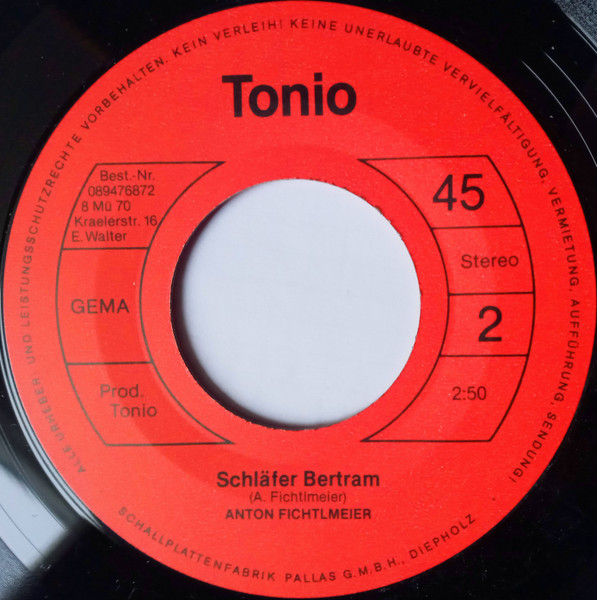 ALLE URHEBER UND LEISTUNGSSCHUTZRECHTE VORBEHALTEN. KEIN VERLEIH! KEINE UNERLAUBTE VERVIELFÄLTIGUNG, VERMIETUNG, AUFFÜHRUNG, SENDUNG!
Tonio
Best.-Nr.
089476872
8 Mü 70
Kraelerstr. 16
E. Walter
GEMA
Prod.
Tonio
45
Stereo
2
2:50
Schläfer Bertram
(A. Fichtlmeier)
ANTON FICHTLMEIER
SCHALLPLATTENFABRIK PALLAS G.M.B.H., DIEPHOLZ